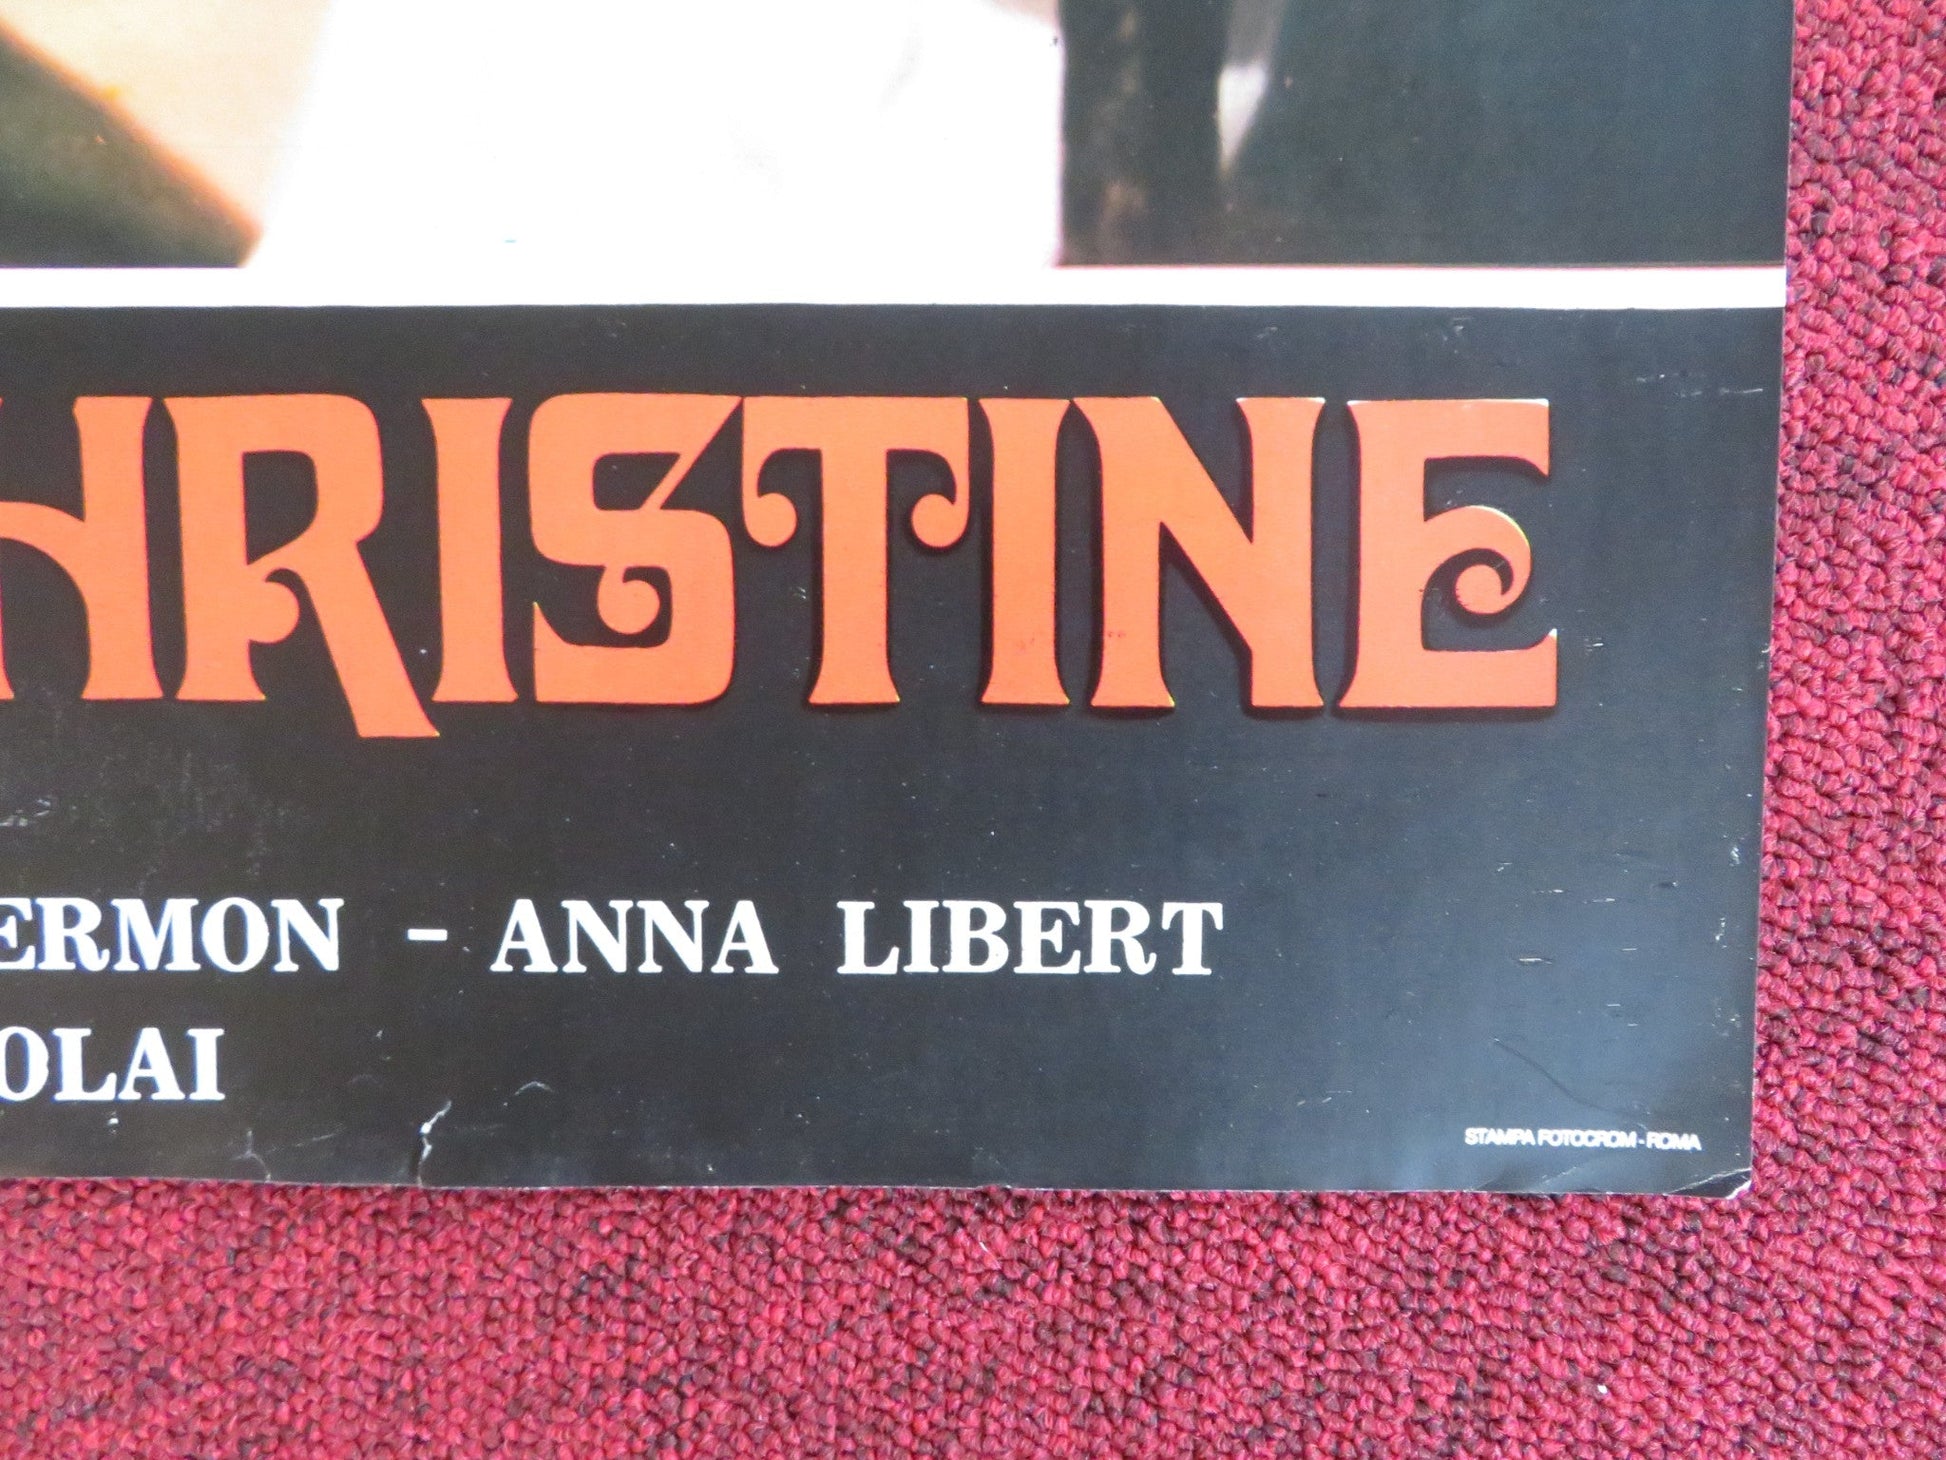 HRISTINE
ERMON - ANNA LIBERT
OLAI
STAMPA FOTOCROM - ROMA